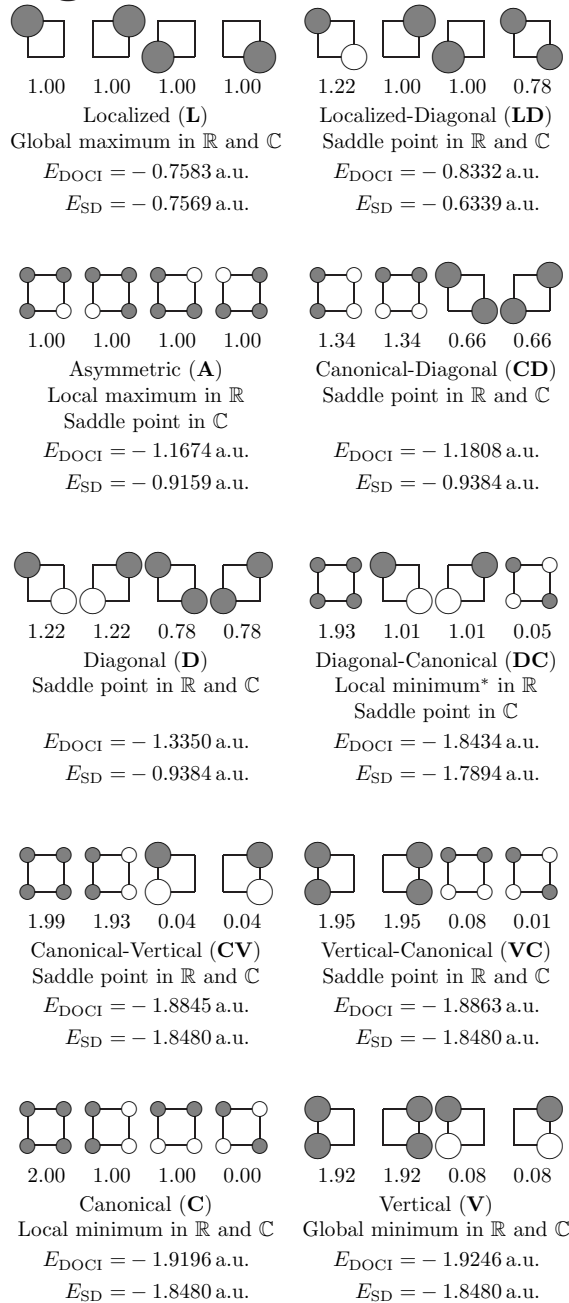 1.00 1.00 1.00 1.00
Localized (L)
Global maximum in ℝ and ℂ
E_DOCI = − 0.7583 a.u.
E_SD = − 0.7569 a.u.
1.22 1.00 1.00 0.78
Localized-Diagonal (LD)
Saddle point in ℝ and ℂ
E_DOCI = − 0.8332 a.u.
E_SD = − 0.6339 a.u.
1.00 1.00 1.00 1.00
Asymmetric (A)
Local maximum in ℝ
Saddle point in ℂ
E_DOCI = − 1.1674 a.u.
E_SD = − 0.9159 a.u.
1.34 1.34 0.66 0.66
Canonical-Diagonal (CD)
Saddle point in ℝ and ℂ
E_DOCI = − 1.1808 a.u.
E_SD = − 0.9384 a.u.
1.22 1.22 0.78 0.78
Diagonal (D)
Saddle point in ℝ and ℂ
E_DOCI = − 1.3350 a.u.
E_SD = − 0.9384 a.u.
1.93 1.01 1.01 0.05
Diagonal-Canonical (DC)
Local minimum* in ℝ
Saddle point in ℂ
E_DOCI = − 1.8434 a.u.
E_SD = − 1.7894 a.u.
1.99 1.93 0.04 0.04
Canonical-Vertical (CV)
Saddle point in ℝ and ℂ
E_DOCI = − 1.8845 a.u.
E_SD = − 1.8480 a.u.
1.95 1.95 0.08 0.01
Vertical-Canonical (VC)
Saddle point in ℝ and ℂ
E_DOCI = − 1.8863 a.u.
E_SD = − 1.8480 a.u.
2.00 1.00 1.00 0.00
Canonical (C)
Local minimum in ℝ and ℂ
E_DOCI = − 1.9196 a.u.
E_SD = − 1.8480 a.u.
1.92 1.92 0.08 0.08
Vertical (V)
Global minimum in ℝ and ℂ
E_DOCI = − 1.9246 a.u.
E_SD = − 1.8480 a.u.